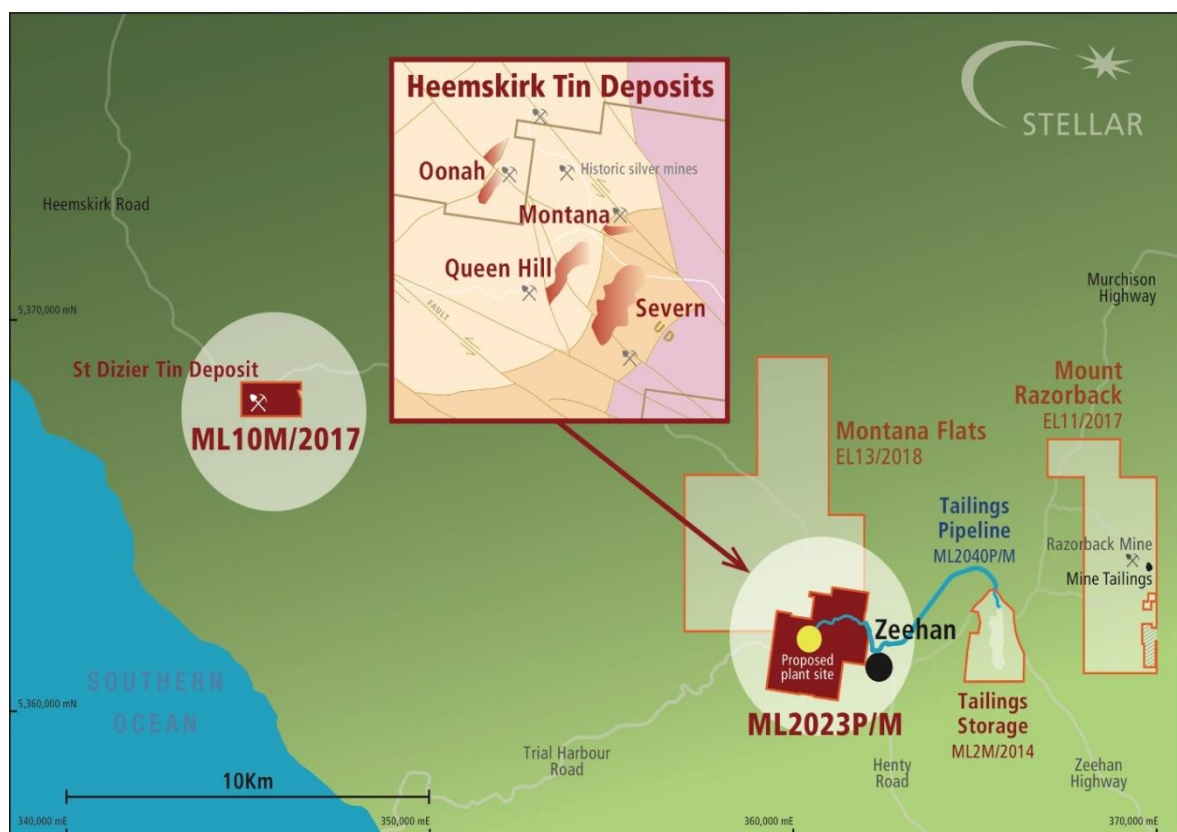 STELLAR
Heemskirk Tin Deposits
Oonah
Historic silver mines
Montana
Queen Hill
Severn
FAULT
U D
Heemskirk Road
5,370,000 mN
St Dizier Tin Deposit
ML10M/2017
Murchison
Highway
Mount
Razorback
EL11/2017
Montana Flats
EL13/2018
Tailings
Pipeline
ML2040P/M
Razorback Mine
Mine Tailings
Zeehan
Proposed
plant site
ML2023P/M
Tailings
Storage
ML2M/2014
SOUTHERN
OCEAN
5,360,000 mN
Trial Harbour
Road
Henty
Road
Zeehan
Highway
10Km
340,000 mE
350,000 mE
360,000 mE
370,000 mE